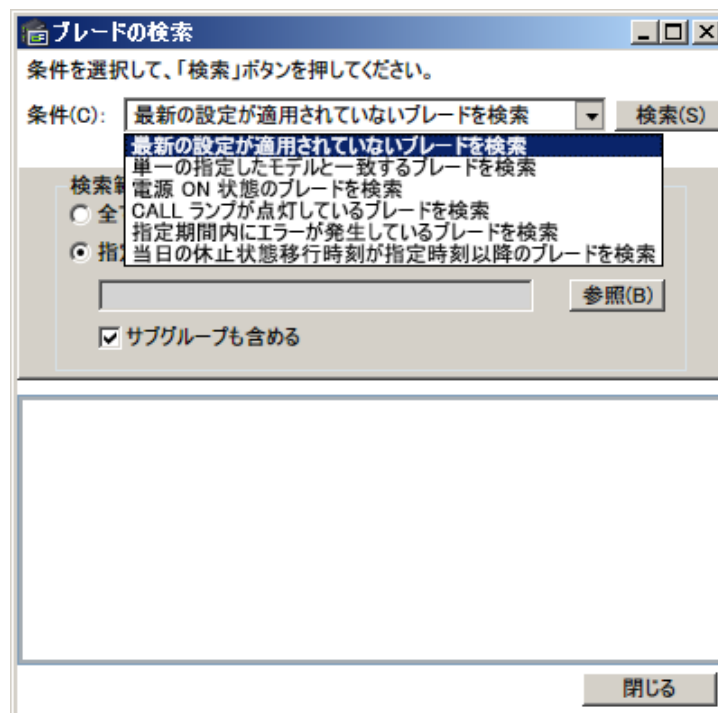 ブレードの検索
条件を選択して、「検索」ボタンを押してください。
条件(C): 最新の設定が適用されていないブレードを検索 検索(S)
最新の設定が適用されていないブレードを検索
単一の指定したモデルと一致するブレードを検索
電源 ON 状態のブレードを検索
CALL ランプが点灯しているブレードを検索
指定期間内にエラーが発生しているブレードを検索
当日の休止状態移行時刻が指定時刻以降のブレードを検索
検索
全
指
参照(B)
サブグループも含める
閉じる